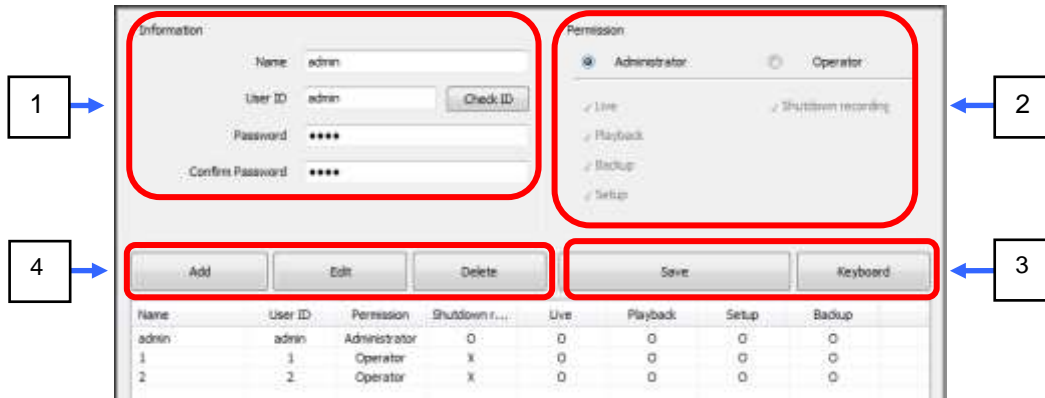 Information
Name admin
User ID admin Check ID
Password ••••
Confirm Password ••••
Permission
Administrator Operator
✓ Live ✓ Shutdown recording
✓ Playback
✓ Backup
✓ Setup
1
2
4
3
Add Edit Delete Save Keyboard
Name User ID Permission Shutdown r... Live Playback Setup Backup
admin admin Administrator O O O O O
1 1 Operator X O O O O
2 2 Operator X O O O O